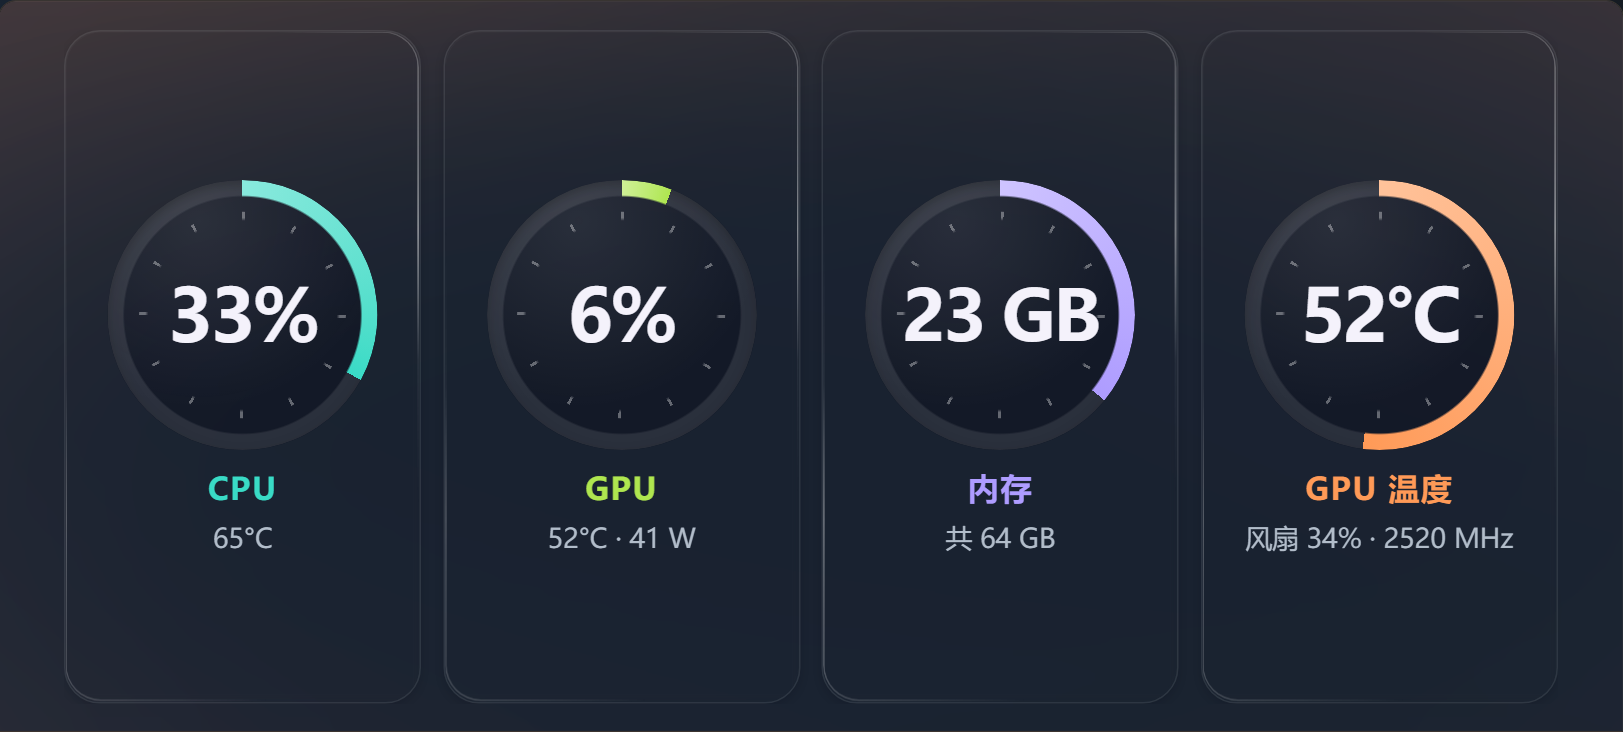 33%
CPU
65°C
6%
GPU
52°C · 41 W
23 GB
内存
共 64 GB
52°C
GPU 温度
风扇 34% · 2520 MHz